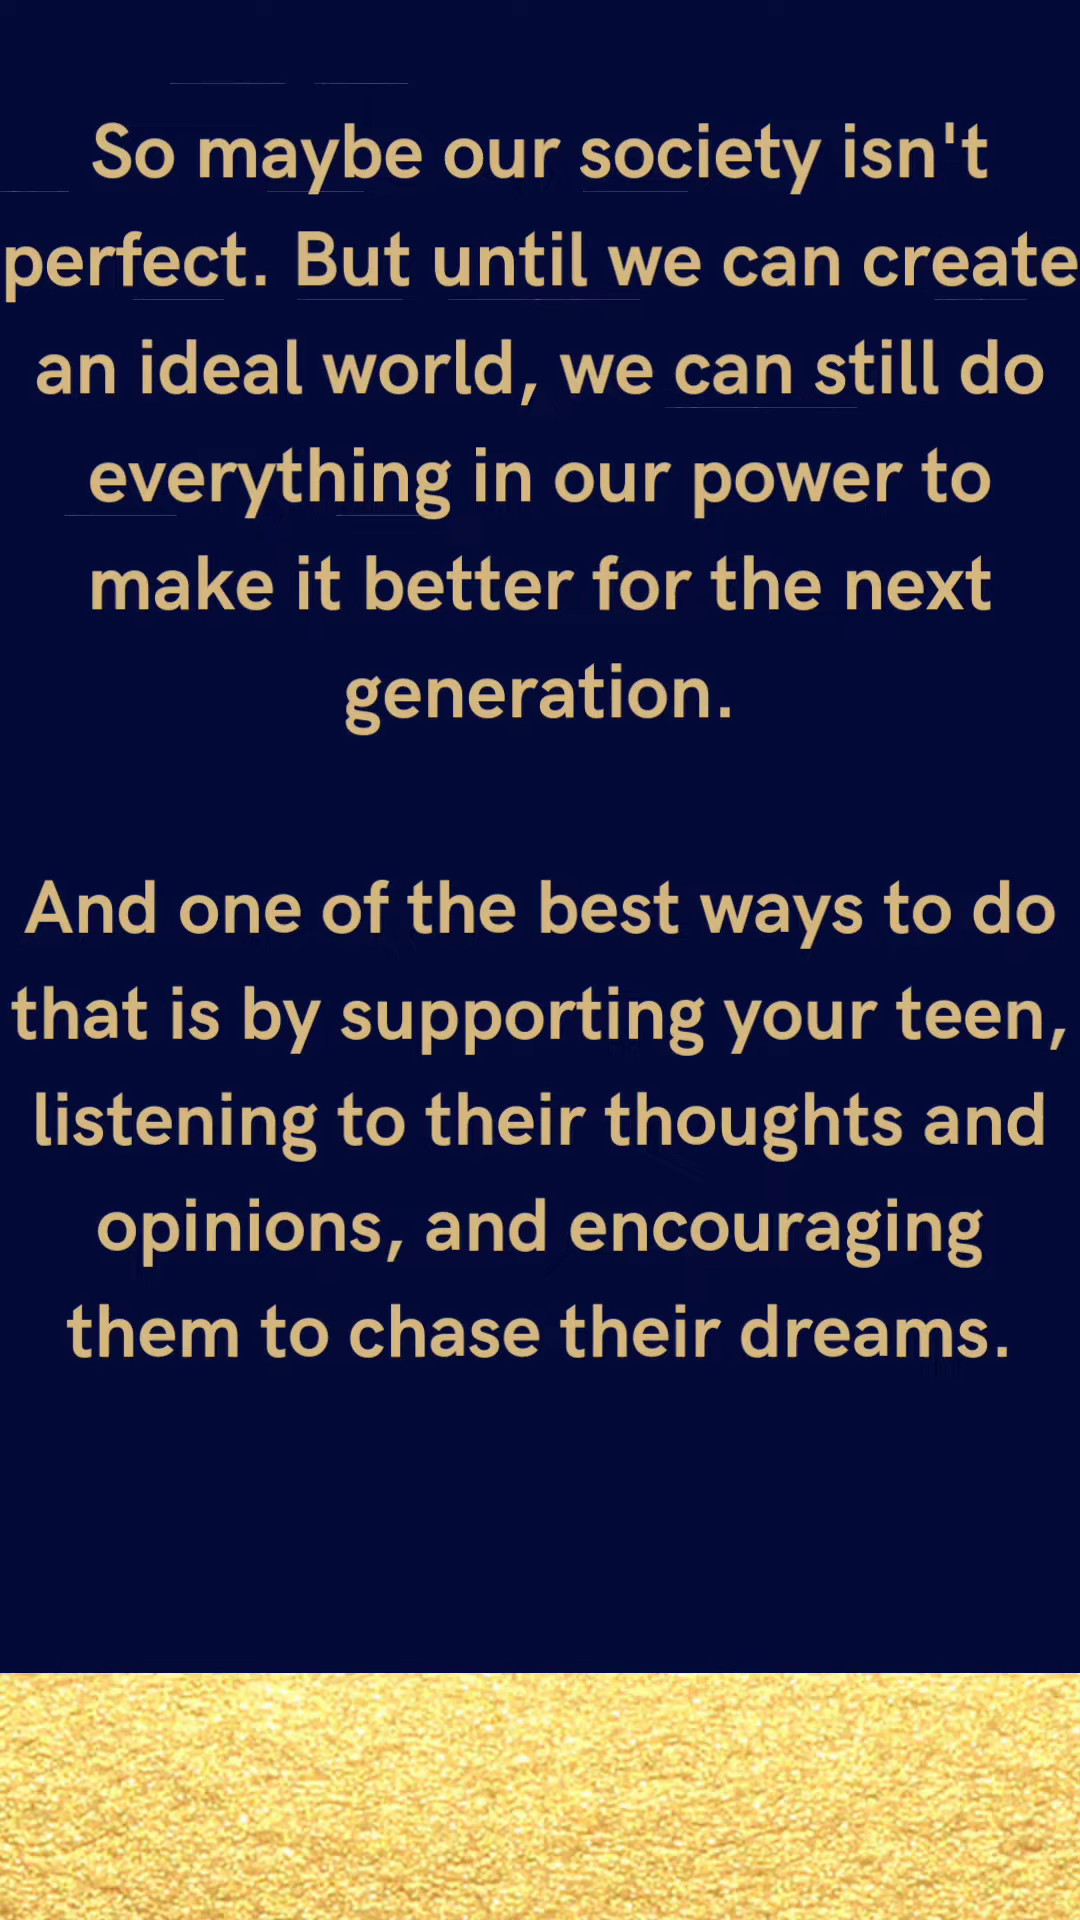 So maybe our society isn't
perfect. But until we can create
an ideal world, we can still do
everything in our power to
make it better for the next
generation.
And one of the best ways to do
that is by supporting your teen,
listening to their thoughts and
opinions, and encouraging
them to chase their dreams.